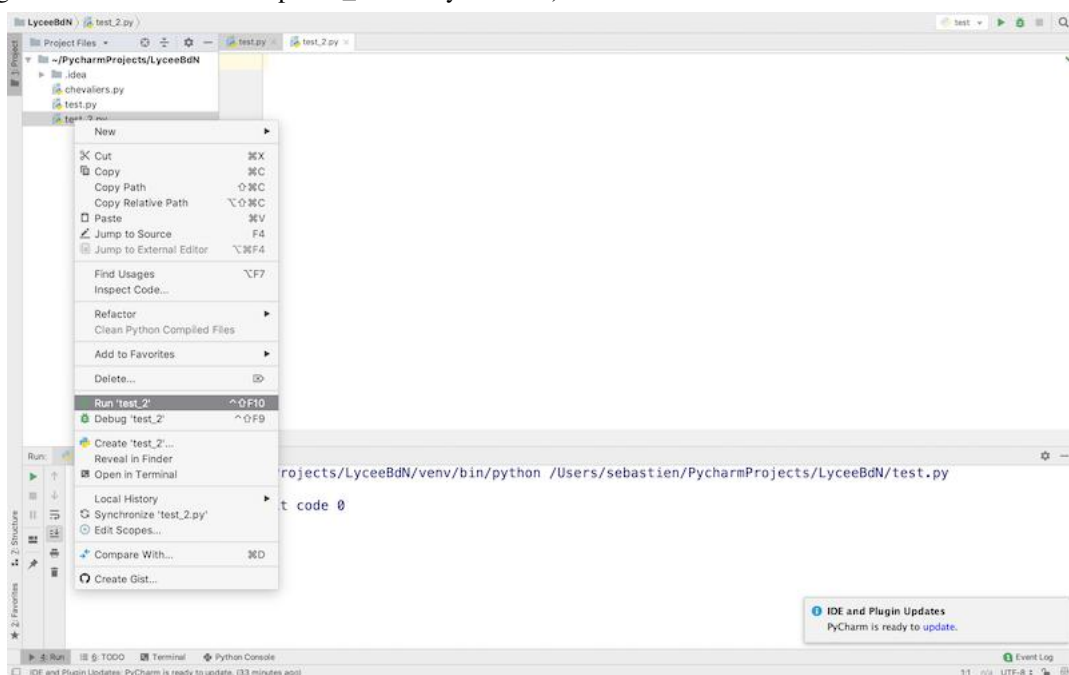 LyceeBdN test_2.py
test
1: Project
Project Files
test.py
test_2.py
~/PycharmProjects/LyceeBdN
.idea
chevaliers.py
test.py
test_2.py
New
Cut ⌘X
Copy ⌘C
Copy Path ⇧⌘C
Copy Relative Path ⌥⇧⌘C
Paste ⌘V
Jump to Source F4
Jump to External Editor ⌥⌘F4
Find Usages ⌥F7
Inspect Code...
Refactor
Clean Python Compiled Files
Add to Favorites
Delete... ⌦
Run 'test_2' ^⇧F10
Debug 'test_2' ^⇧F9
Create 'test_2'...
Reveal in Finder
Open in Terminal
Local History
Synchronize 'test_2.py'
Edit Scopes...
Compare With... ⌘D
Create Gist...
Run:
rojects/LyceeBdN/venv/bin/python /Users/sebastien/PycharmProjects/LyceeBdN/test.py
t code 0
Z: Structure
2: Favorites
IDE and Plugin Updates
PyCharm is ready to update.
4: Run 6: TODO Terminal Python Console
Event Log
IDE and Plugin Updates: PyCharm is ready to update. (33 minutes ago)
1:1 n/a UTF-8